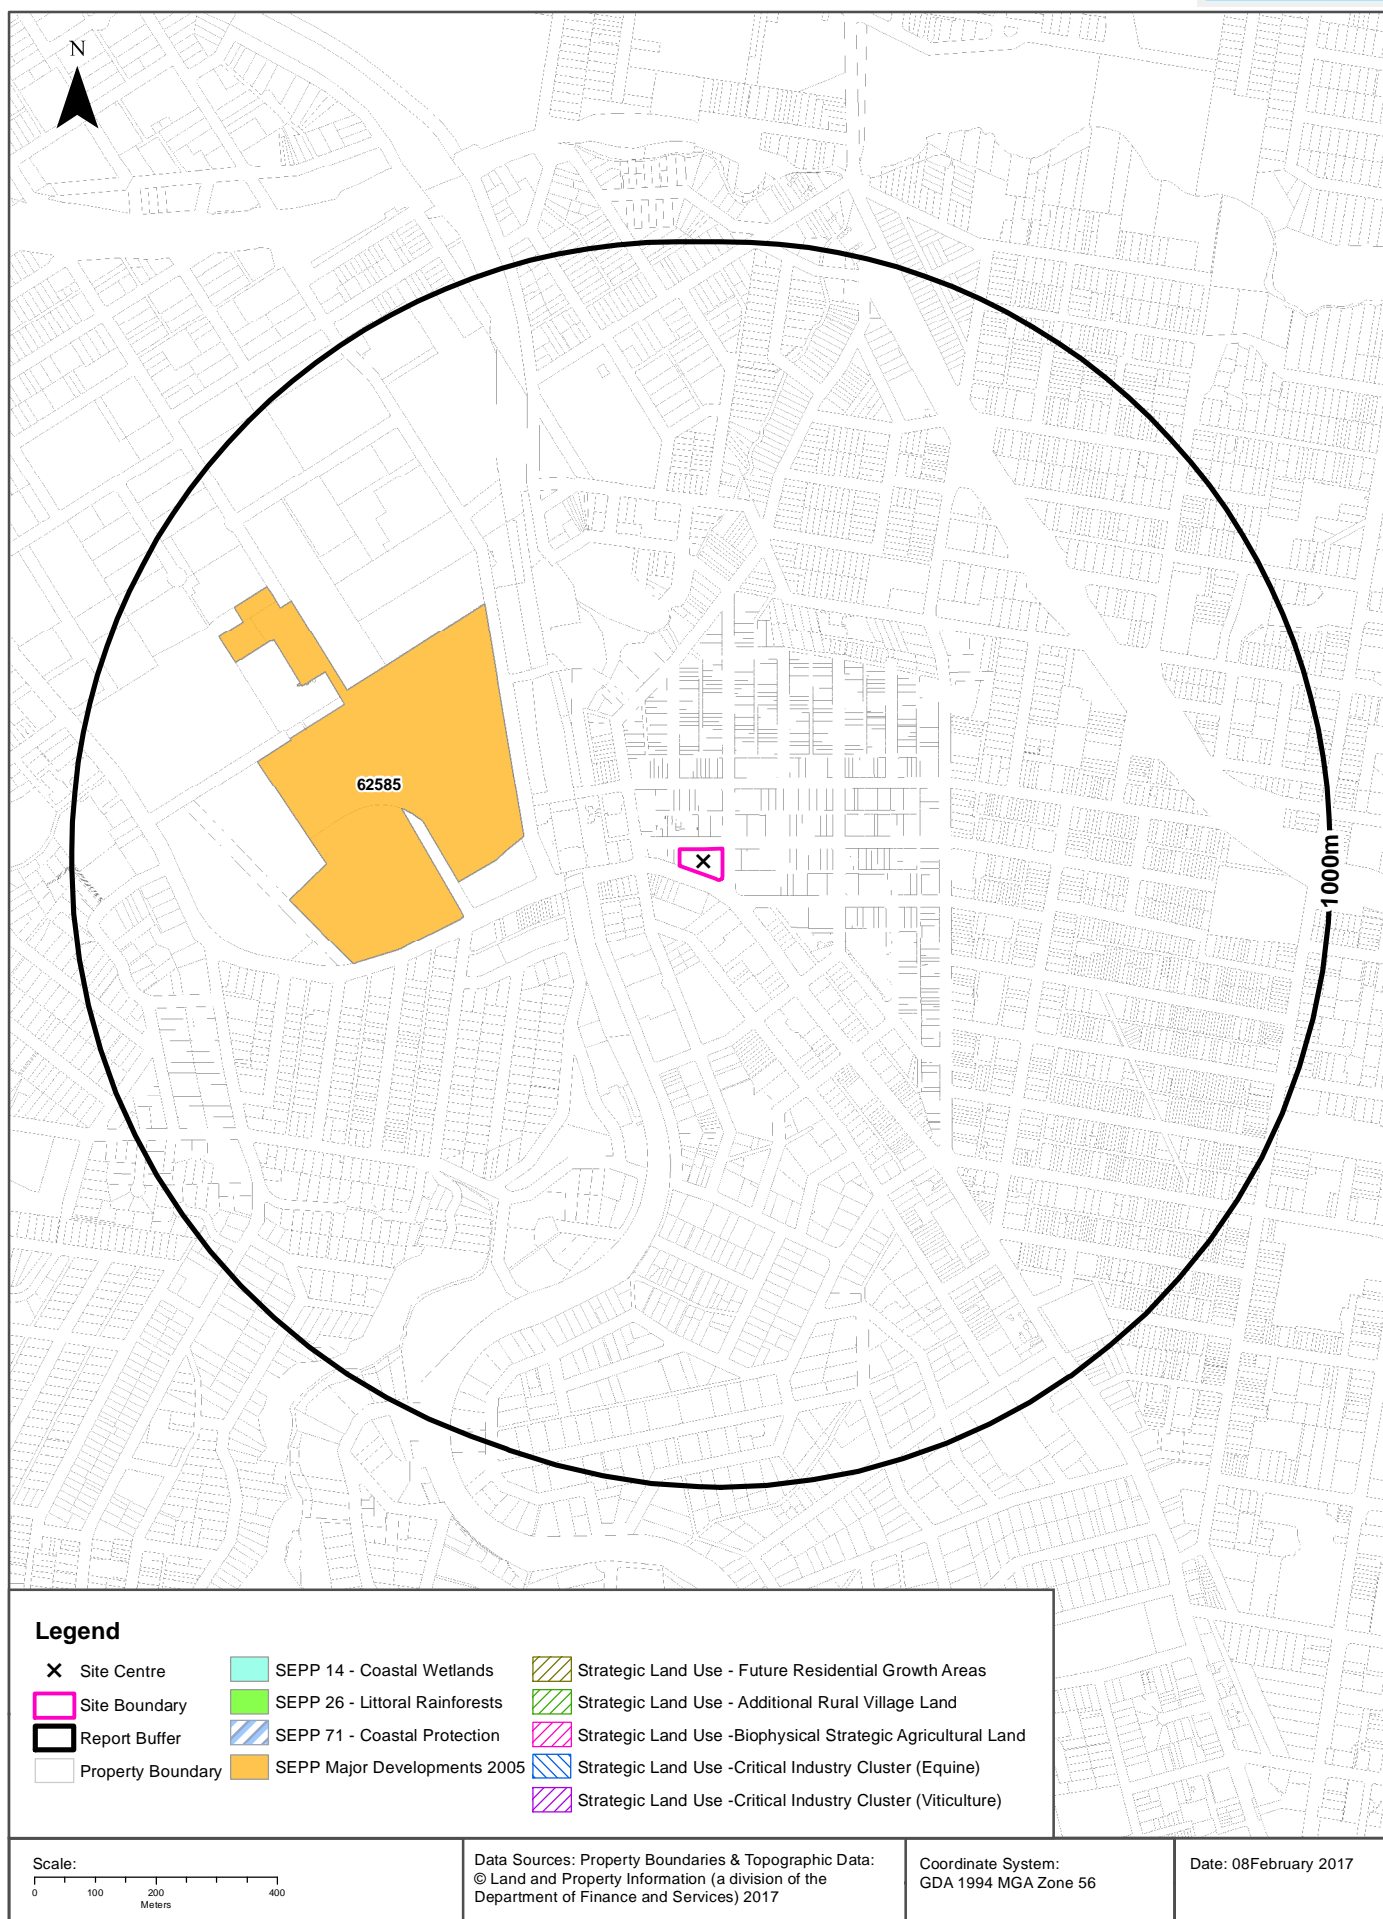 N
62585
1000m
Legend
Site Centre
Site Boundary
Report Buffer
Property Boundary
SEPP 14 - Coastal Wetlands
SEPP 26 - Littoral Rainforests
SEPP 71 - Coastal Protection
SEPP Major Developments 2005
Strategic Land Use - Future Residential Growth Areas
Strategic Land Use - Additional Rural Village Land
Strategic Land Use -Biophysical Strategic Agricultural Land
Strategic Land Use -Critical Industry Cluster (Equine)
Strategic Land Use -Critical Industry Cluster (Viticulture)
Scale:
0 100 200 400
Meters
Data Sources: Property Boundaries & Topographic Data:
© Land and Property Information (a division of the
Department of Finance and Services) 2017
Coordinate System:
GDA 1994 MGA Zone 56
Date: 08February 2017